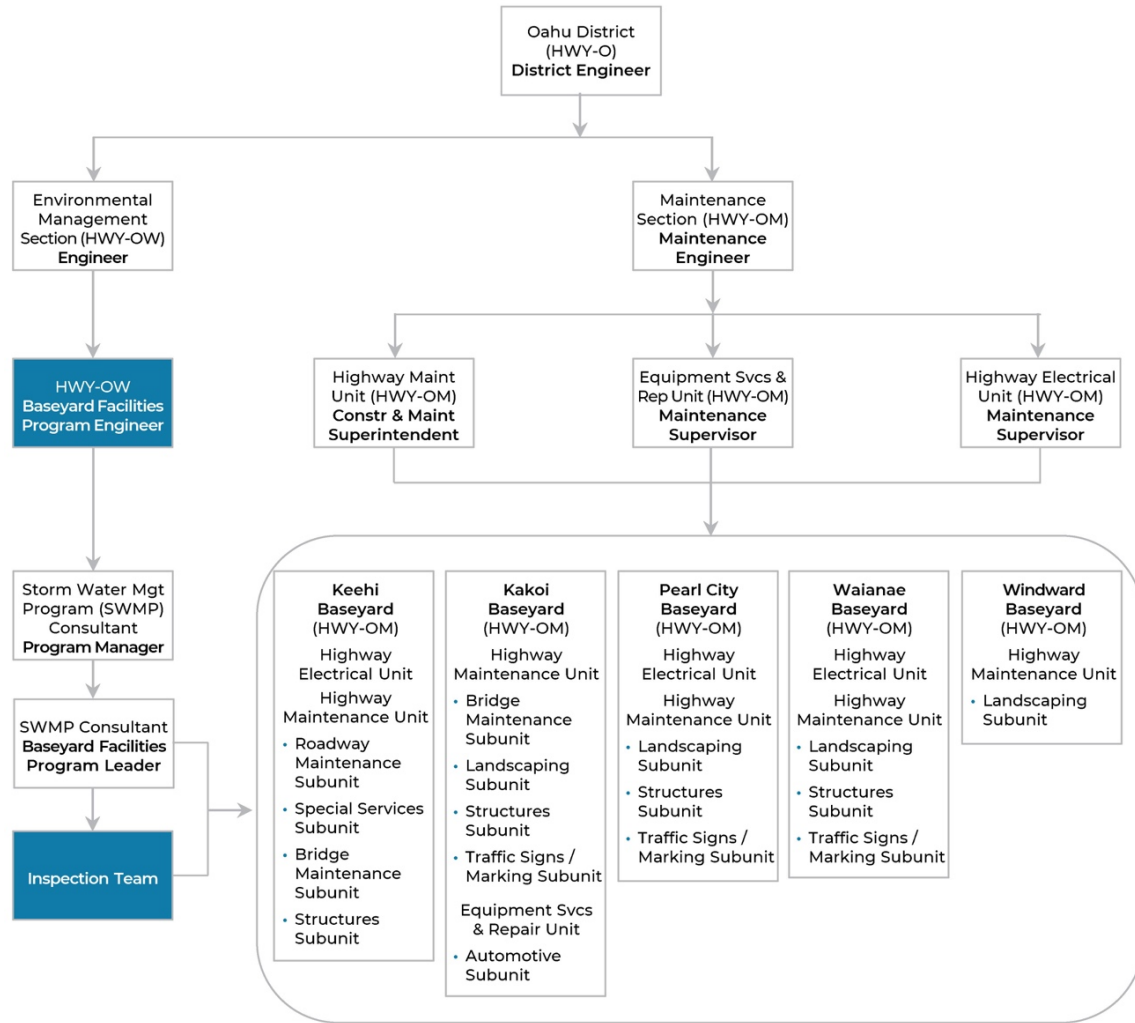 Oahu District
(HWY-O)
District Engineer
Environmental
Management
Section (HWY-OW)
Engineer
Maintenance
Section (HWY-OM)
Maintenance
Engineer
HWY-OW
Baseyard Facilities
Program Engineer
Highway Maint
Unit (HWY-OM)
Constr & Maint
Superintendent
Equipment Svcs &
Rep Unit (HWY-OM)
Maintenance
Supervisor
Highway Electrical
Unit (HWY-OM)
Maintenance
Supervisor
Storm Water Mgt
Program (SWMP)
Consultant
Program Manager
SWMP Consultant
Baseyard Facilities
Program Leader
Inspection Team
Keehi
Baseyard
(HWY-OM)
Highway
Electrical Unit
Highway
Maintenance Unit
• Roadway
Maintenance
Subunit
• Special Services
Subunit
• Bridge
Maintenance
Subunit
• Structures
Subunit
Kakoi
Baseyard
(HWY-OM)
Highway
Maintenance Unit
• Bridge
Maintenance
Subunit
• Landscaping
Subunit
• Structures
Subunit
• Traffic Signs /
Marking Subunit
Equipment Svcs
& Repair Unit
• Automotive
Subunit
Pearl City
Baseyard
(HWY-OM)
Highway
Electrical Unit
Highway
Maintenance Unit
• Landscaping
Subunit
• Structures
Subunit
• Traffic Signs /
Marking Subunit
Waianae
Baseyard
(HWY-OM)
Highway
Electrical Unit
Highway
Maintenance Unit
• Landscaping
Subunit
• Structures
Subunit
• Traffic Signs /
Marking Subunit
Windward
Baseyard
(HWY-OM)
Highway
Maintenance Unit
• Landscaping
Subunit